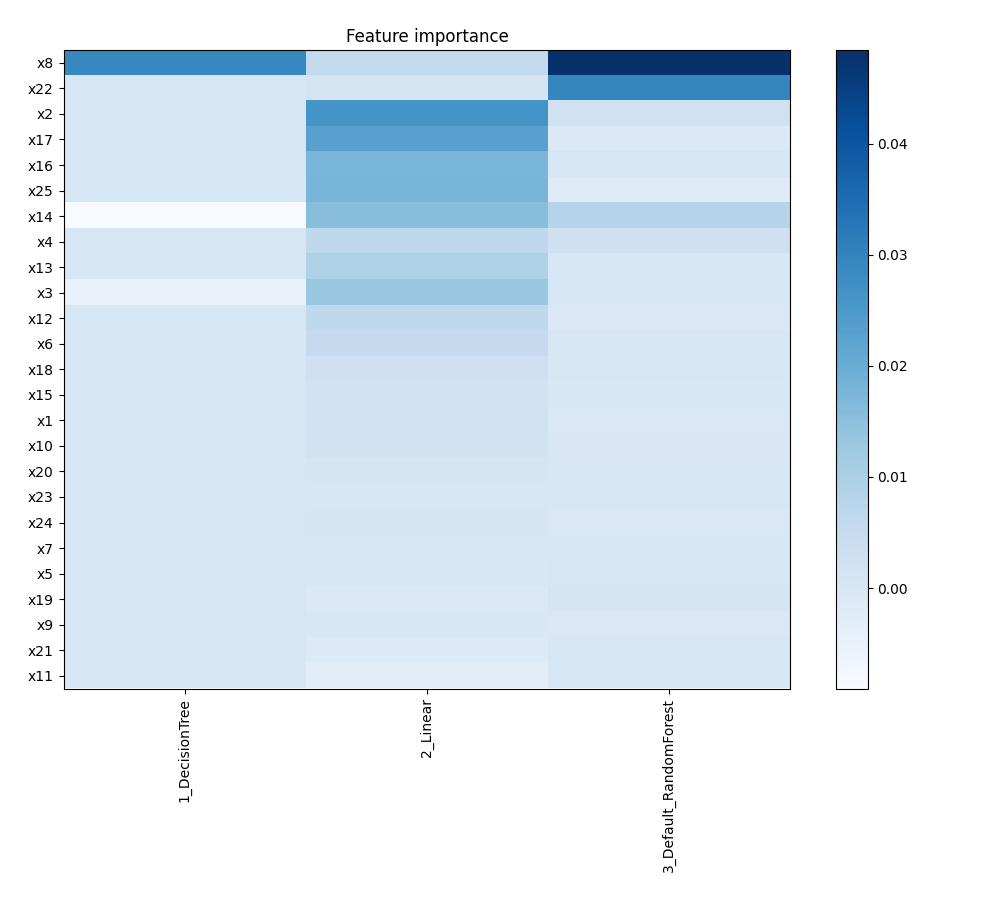 Feature importance
x8
x22
x2
x17
x16
x25
x14
x4
x13
x3
x12
x6
x18
x15
x1
x10
x20
x23
x24
x7
x5
x19
x9
x21
x11
1_DecisionTree
2_Linear
3_Default_RandomForest
0.04
0.03
0.02
0.01
0.00